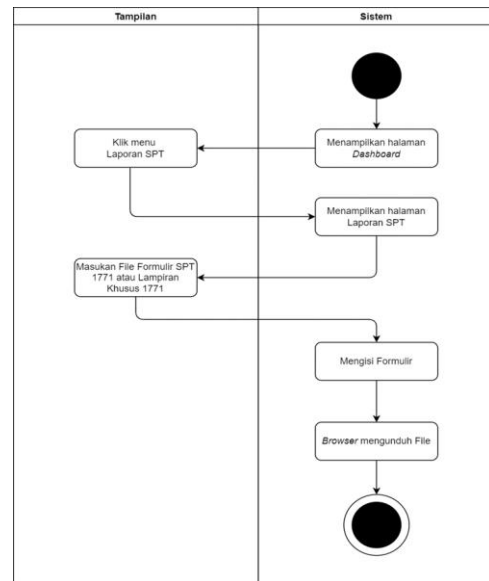 Tampilan
Sistem
Menampilkan halaman
Dashboard
Klik menu
Laporan SPT
Menampilkan halaman
Laporan SPT
Masukan File Formulir SPT
1771 atau Lampiran
Khusus 1771
Mengisi Formulir
Browser mengunduh File